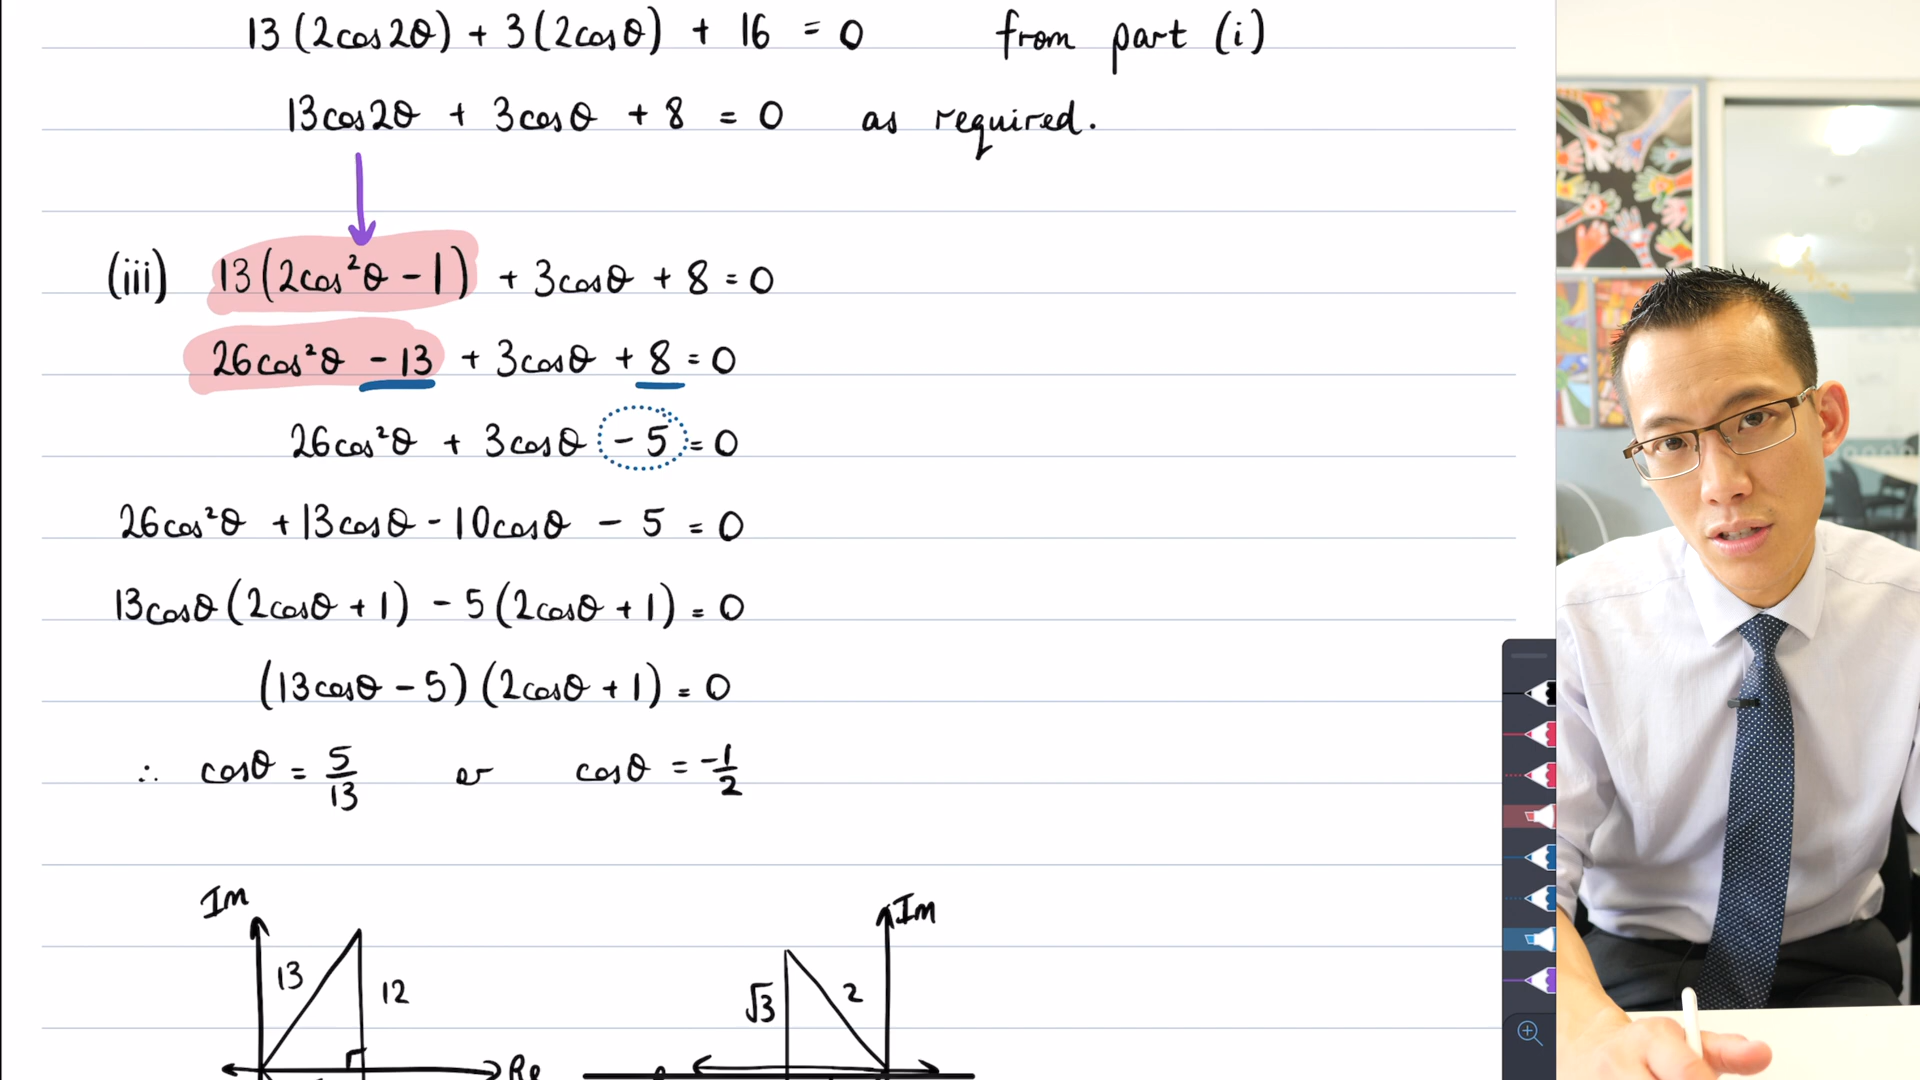 13(2cos2θ) + 3(2cosθ) + 16 = 0 from part (i)
13cos2θ + 3cosθ + 8 = 0 as required.
(iii) 13(2cos²θ - 1) + 3cosθ + 8 = 0
26cos²θ - 13 + 3cosθ + 8 = 0
26cos²θ + 3cosθ - 5 = 0
26cos²θ + 13cosθ - 10cosθ - 5 = 0
13cosθ(2cosθ + 1) - 5(2cosθ + 1) = 0
(13cosθ - 5)(2cosθ + 1) = 0
∴ cosθ = 5/13 or cosθ = -1/2
Im
13
12
Re
Im
√3
2